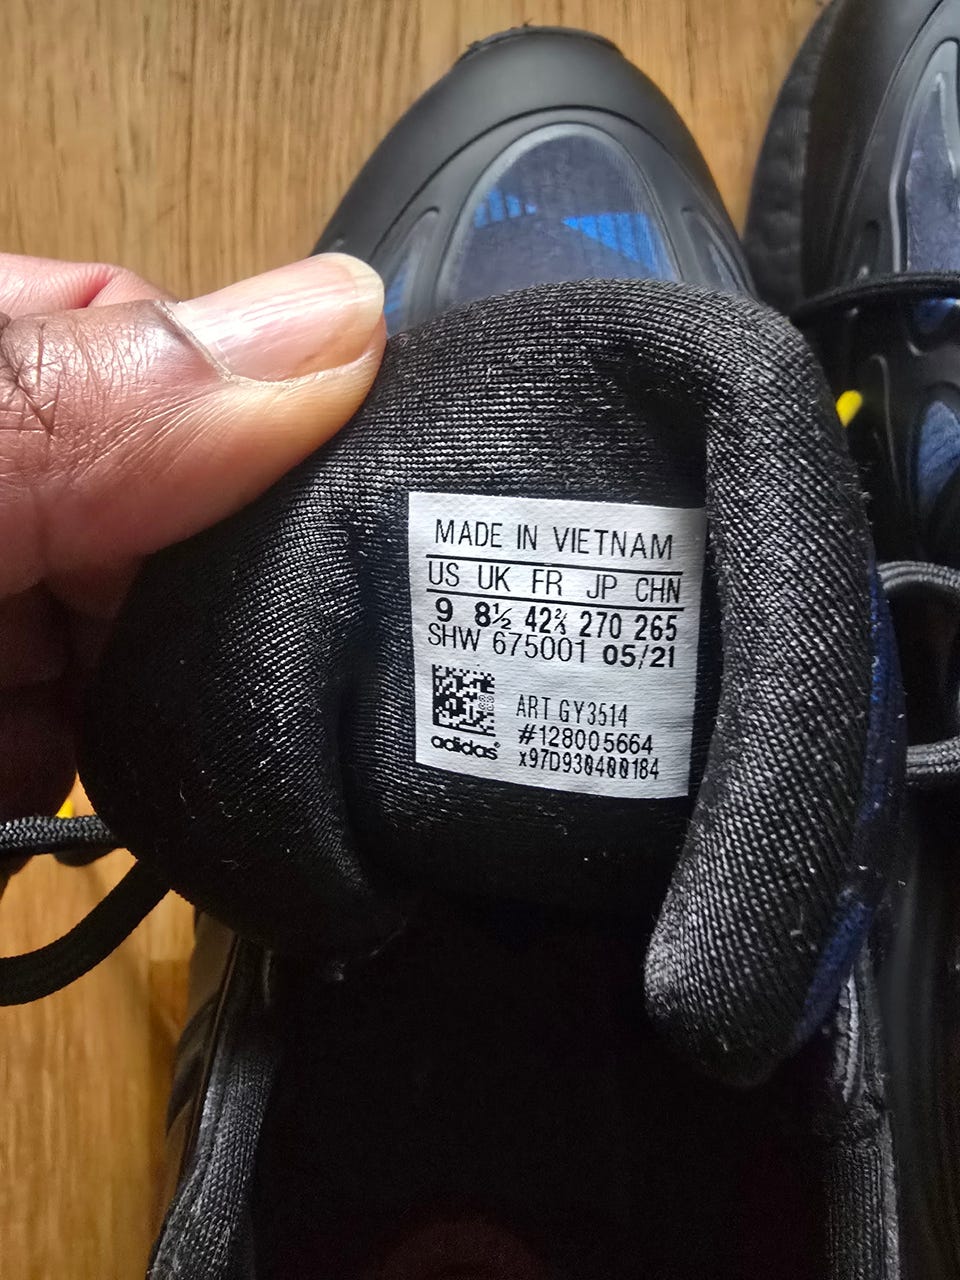 MADE IN VIETNAM
US UK FR JP CHN
9 8½ 42⅔ 270 265
SHW 675001 05/21
ART GY3514
#128005664
x97D930400184
adidas®